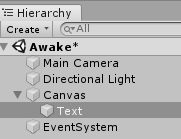 Hierarchy
Create All
Awake*
Main Camera
Directional Light
Canvas
Text
EventSystem